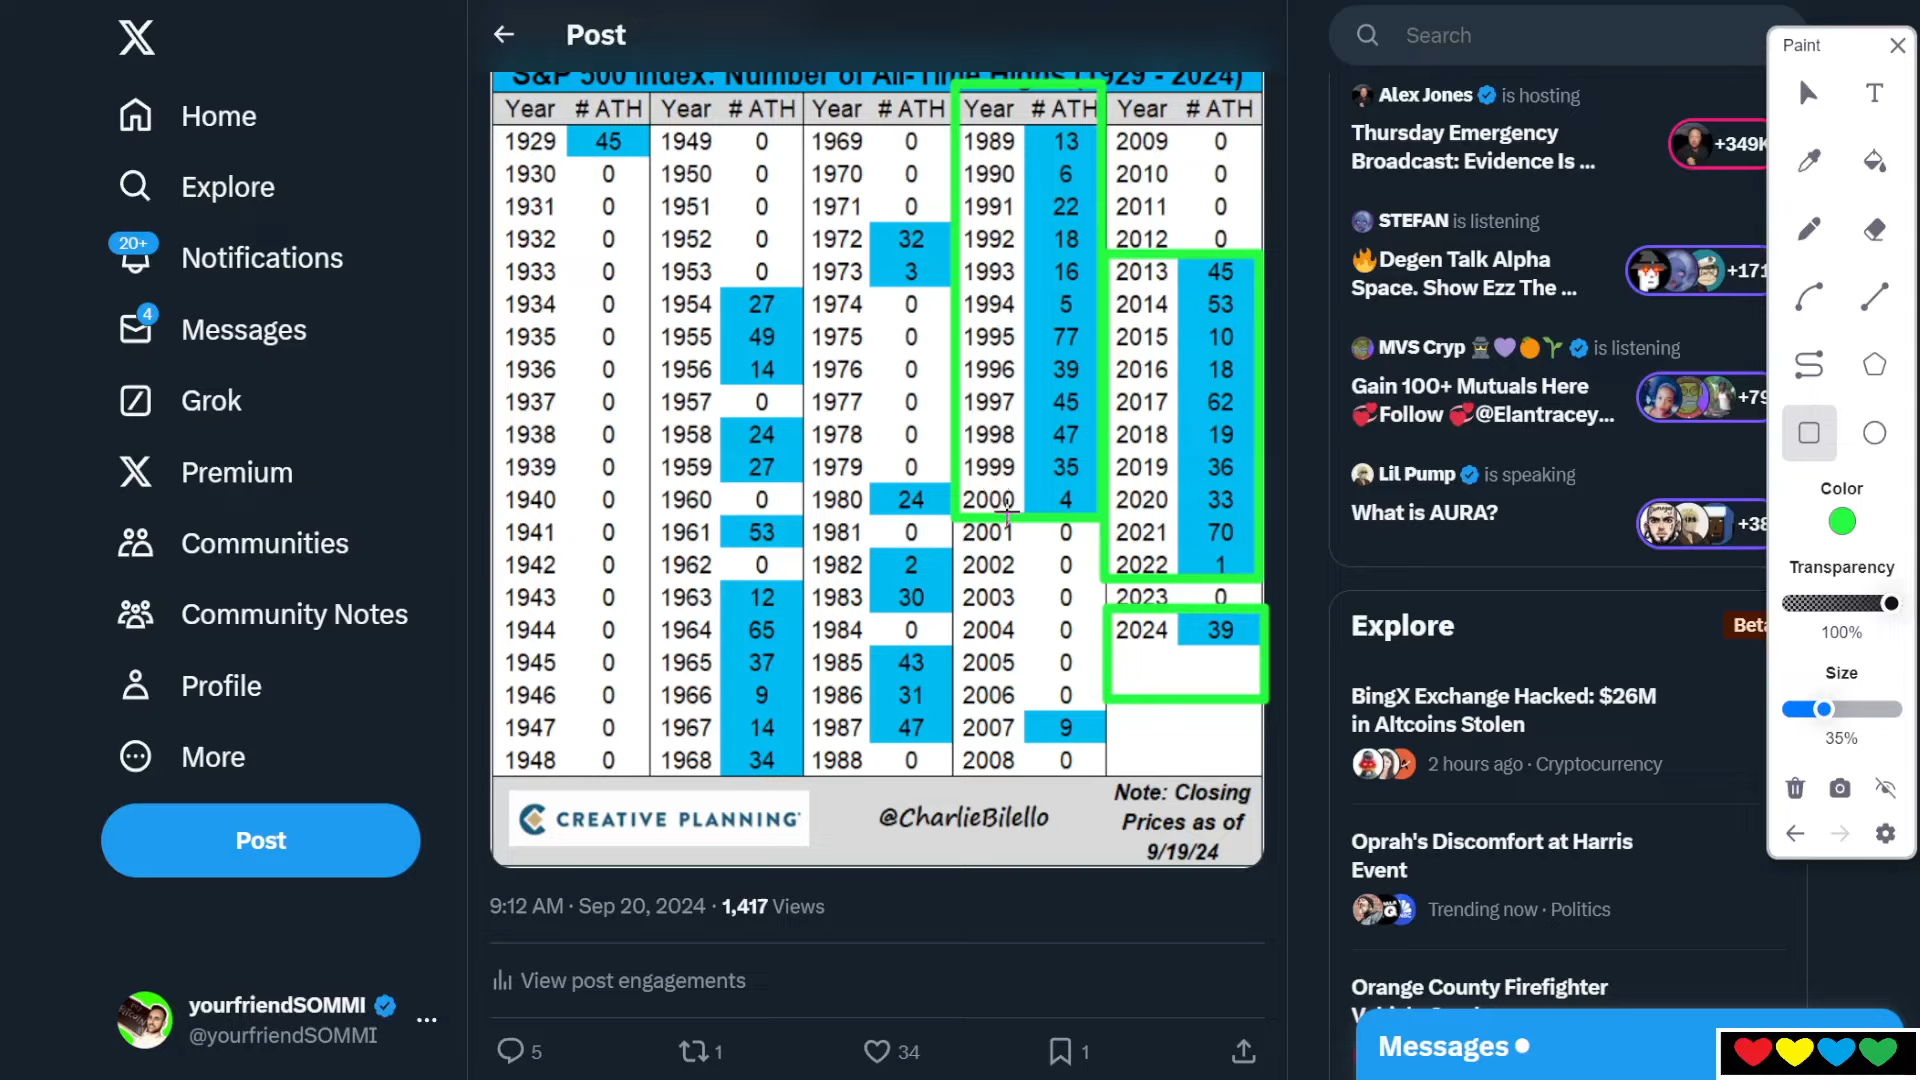 Home
Explore
20+
Notifications
4
Messages
Grok
Premium
Communities
Community Notes
Profile
More
Post
yourfriendSOMMI
@yourfriendSOMMI
Post
S&P 500 Index: Number of All-Time Highs (1929 - 2024)
Year # ATH Year # ATH Year # ATH Year # ATH Year # ATH
1929 45 1949 0 1969 0 1989 13 2009 0
1930 0 1950 0 1970 0 1990 6 2010 0
1931 0 1951 0 1971 0 1991 22 2011 0
1932 0 1952 0 1972 32 1992 18 2012 0
1933 0 1953 0 1973 3 1993 16 2013 45
1934 0 1954 27 1974 0 1994 5 2014 53
1935 0 1955 49 1975 0 1995 77 2015 10
1936 0 1956 14 1976 0 1996 39 2016 18
1937 0 1957 0 1977 0 1997 45 2017 62
1938 0 1958 24 1978 0 1998 47 2018 19
1939 0 1959 27 1979 0 1999 35 2019 36
1940 0 1960 0 1980 24 2000 4 2020 33
1941 0 1961 53 1981 0 2001 0 2021 70
1942 0 1962 0 1982 2 2002 0 2022 1
1943 0 1963 12 1983 30 2003 0 2023 0
1944 0 1964 65 1984 0 2004 0 2024 39
1945 0 1965 37 1985 43 2005 0
1946 0 1966 9 1986 31 2006 0
1947 0 1967 14 1987 47 2007 9
1948 0 1968 34 1988 0 2008 0
CREATIVE PLANNING
@CharlieBilello
Note: Closing
Prices as of
9/19/24
9:12 AM · Sep 20, 2024 · 1,417 Views
View post engagements
5 1 34 1
Search
Alex Jones is hosting
Thursday Emergency
Broadcast: Evidence Is ...
+349K
STEFAN is listening
🔥Degen Talk Alpha
Space. Show Ezz The ...
+171
MVS Cryp is listening
Gain 100+ Mutuals Here
💞Follow 💞@Elantracey...
+79
Lil Pump is speaking
What is AURA?
+38
Explore
Beta
BingX Exchange Hacked: $26M
in Altcoins Stolen
2 hours ago · Cryptocurrency
Oprah's Discomfort at Harris
Event
Trending now · Politics
Orange County Firefighter
Messages
Paint
T
Color
Transparency
100%
Size
35%